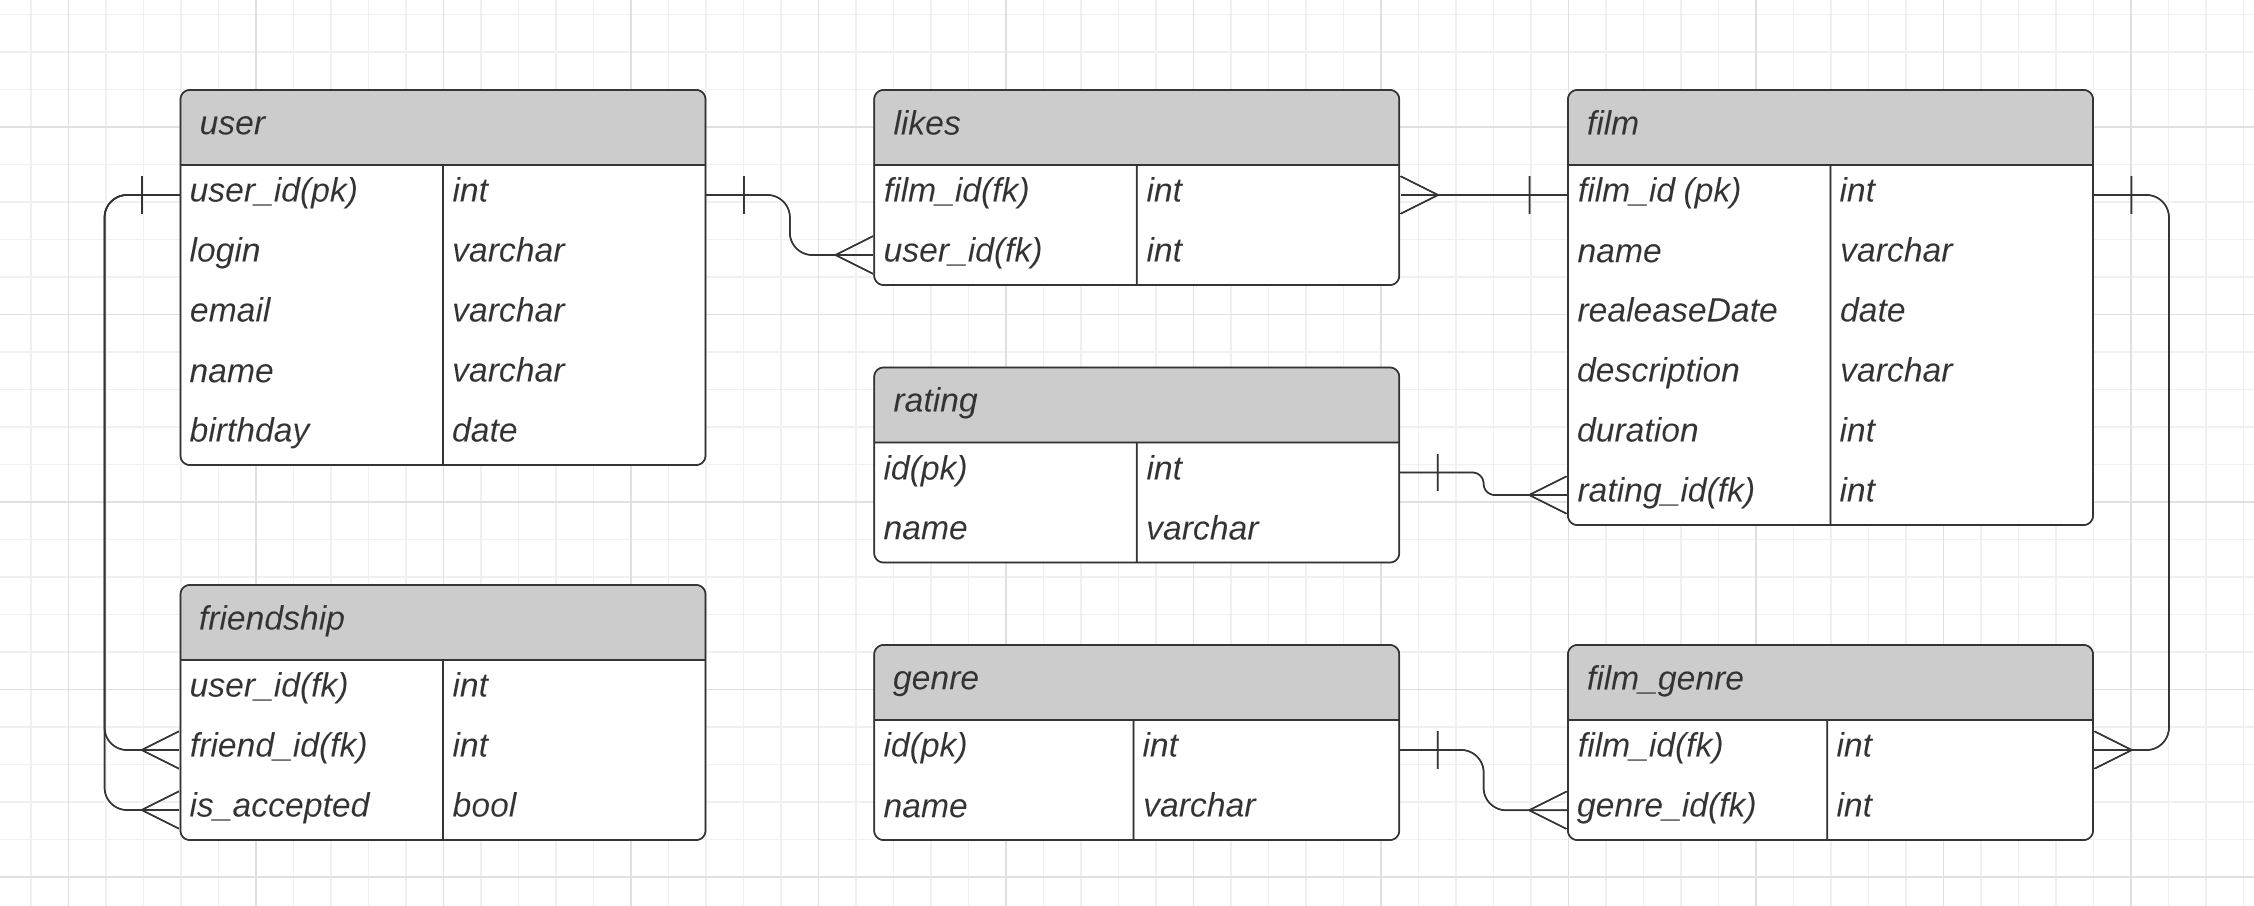 user
user_id(pk) int
login varchar
email varchar
name varchar
birthday date
likes
film_id(fk) int
user_id(fk) int
film
film_id (pk) int
name varchar
realeaseDate date
description varchar
duration int
rating_id(fk) int
rating
id(pk) int
name varchar
friendship
user_id(fk) int
friend_id(fk) int
is_accepted bool
genre
id(pk) int
name varchar
film_genre
film_id(fk) int
genre_id(fk) int